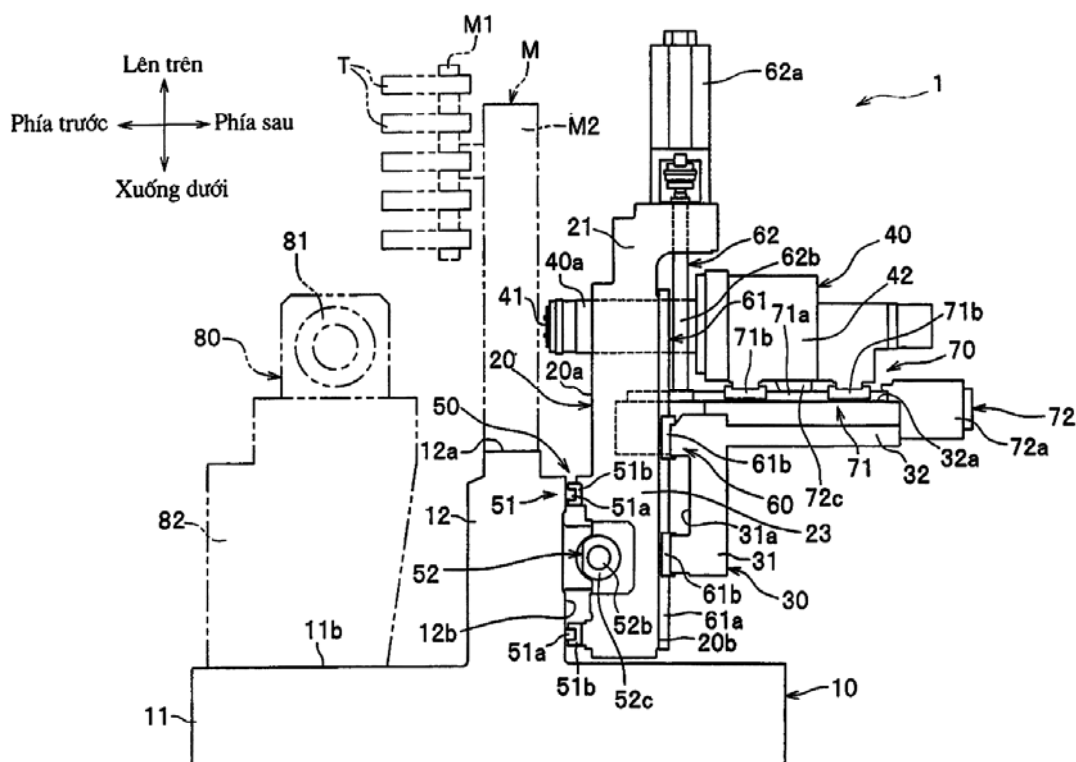 M1
M
T
62a
1
Lên trên
Phía trước
Phía sau
M2
Xuống dưới
21
62
40
40a
62b
42
81
41
61
71a
71b
71b
80
20
20a
70
50
72
12a
51b
61b
71
32a
72a
51
51a
60
72c
32
12
31a
23
82
52
31
61b
30
52b
61a
12b
11b
51a
20b
51b
52c
10
11